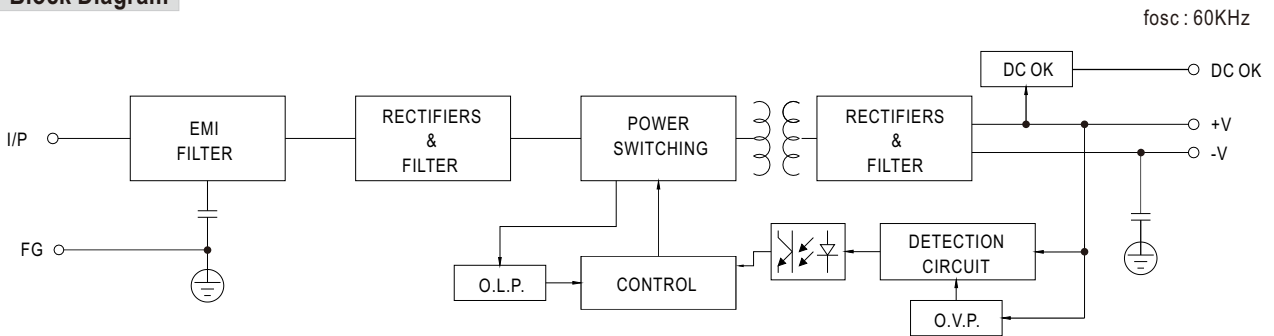 Block Diagram
fosc : 60KHz
I/P
EMI
FILTER
RECTIFIERS
&
FILTER
POWER
SWITCHING
RECTIFIERS
&
FILTER
DC OK
DC OK
+V
-V
FG
O.L.P.
CONTROL
DETECTION
CIRCUIT
O.V.P.